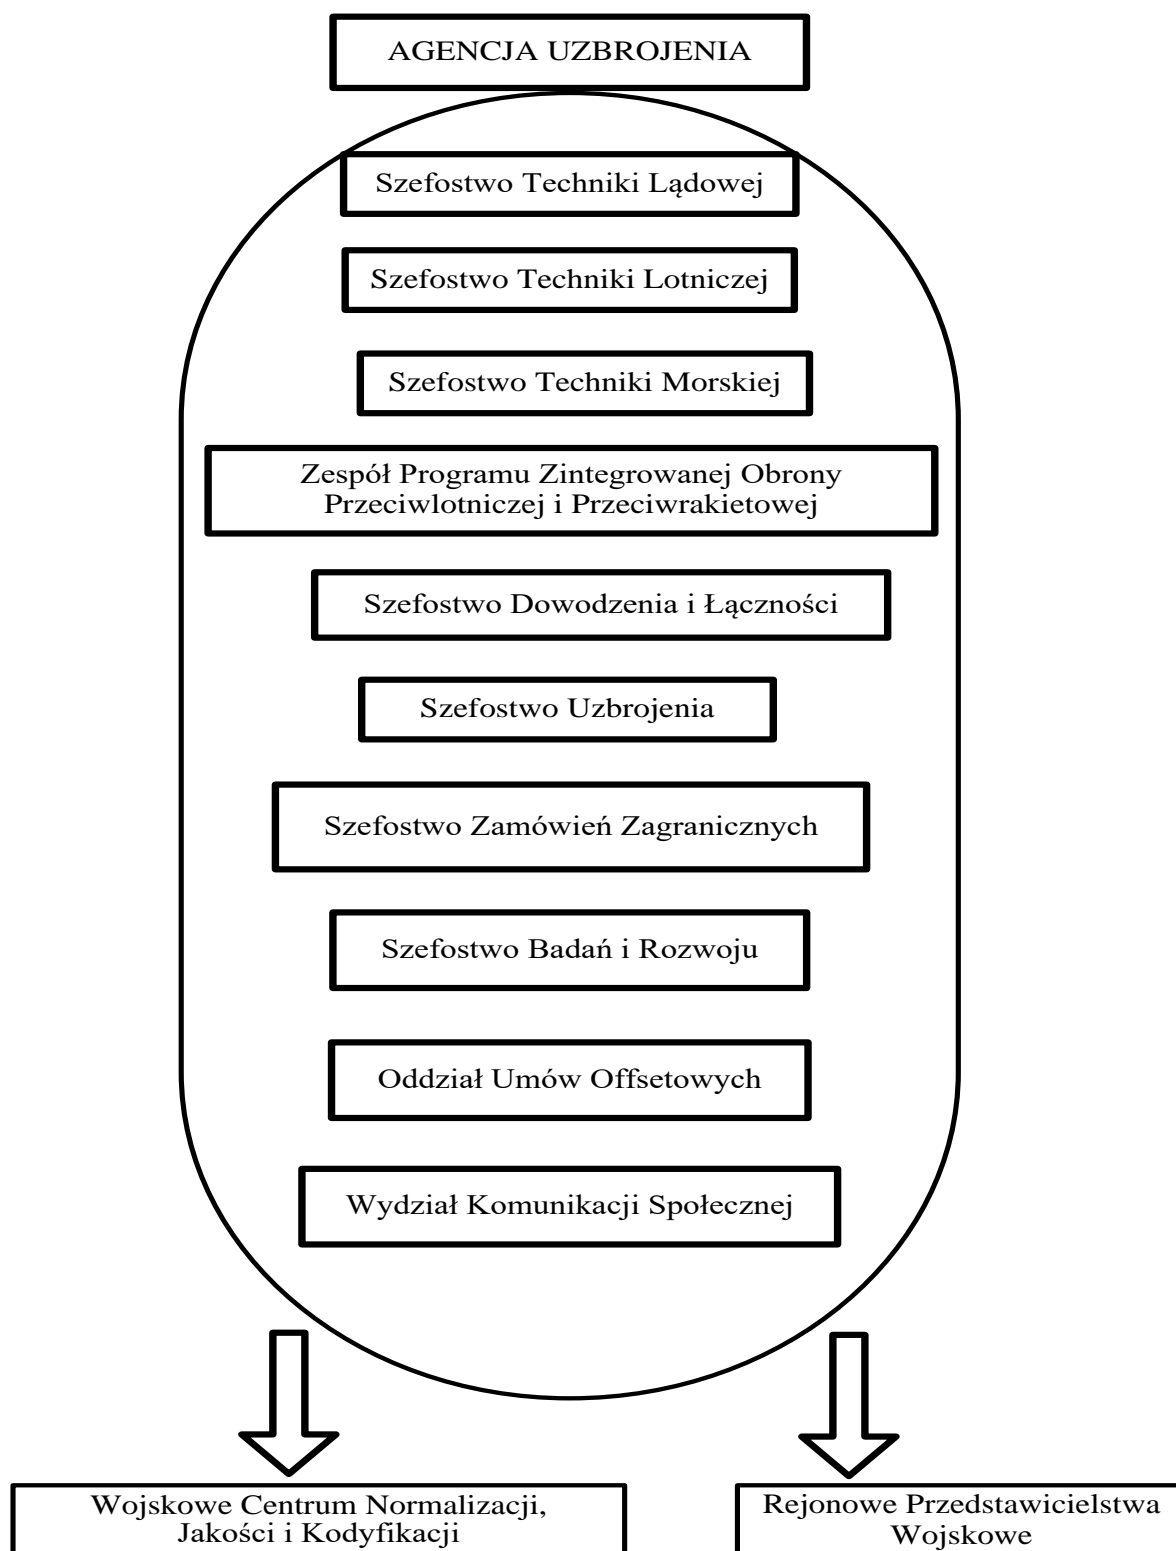 AGENCJA UZBROJENIA
Szefostwo Techniki Lądowej
Szefostwo Techniki Lotniczej
Szefostwo Techniki Morskiej
Zespół Programu Zintegrowanej Obrony
Przeciwlotniczej i Przeciwrakietowej
Szefostwo Dowodzenia i Łączności
Szefostwo Uzbrojenia
Szefostwo Zamówień Zagranicznych
Szefostwo Badań i Rozwoju
Oddział Umów Offsetowych
Wydział Komunikacji Społecznej
Wojskowe Centrum Normalizacji,
Jakości i Kodyfikacji
Rejonowe Przedstawicielstwa
Wojskowe